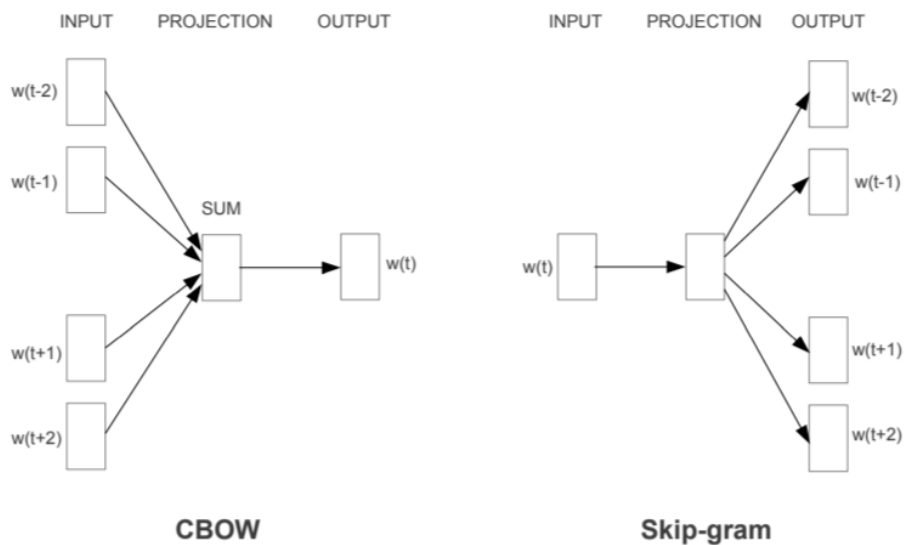 INPUT PROJECTION OUTPUT
w(t-2)
w(t-1)
SUM
w(t)
w(t+1)
w(t+2)
CBOW
INPUT PROJECTION OUTPUT
w(t-2)
w(t-1)
w(t)
w(t+1)
w(t+2)
Skip-gram